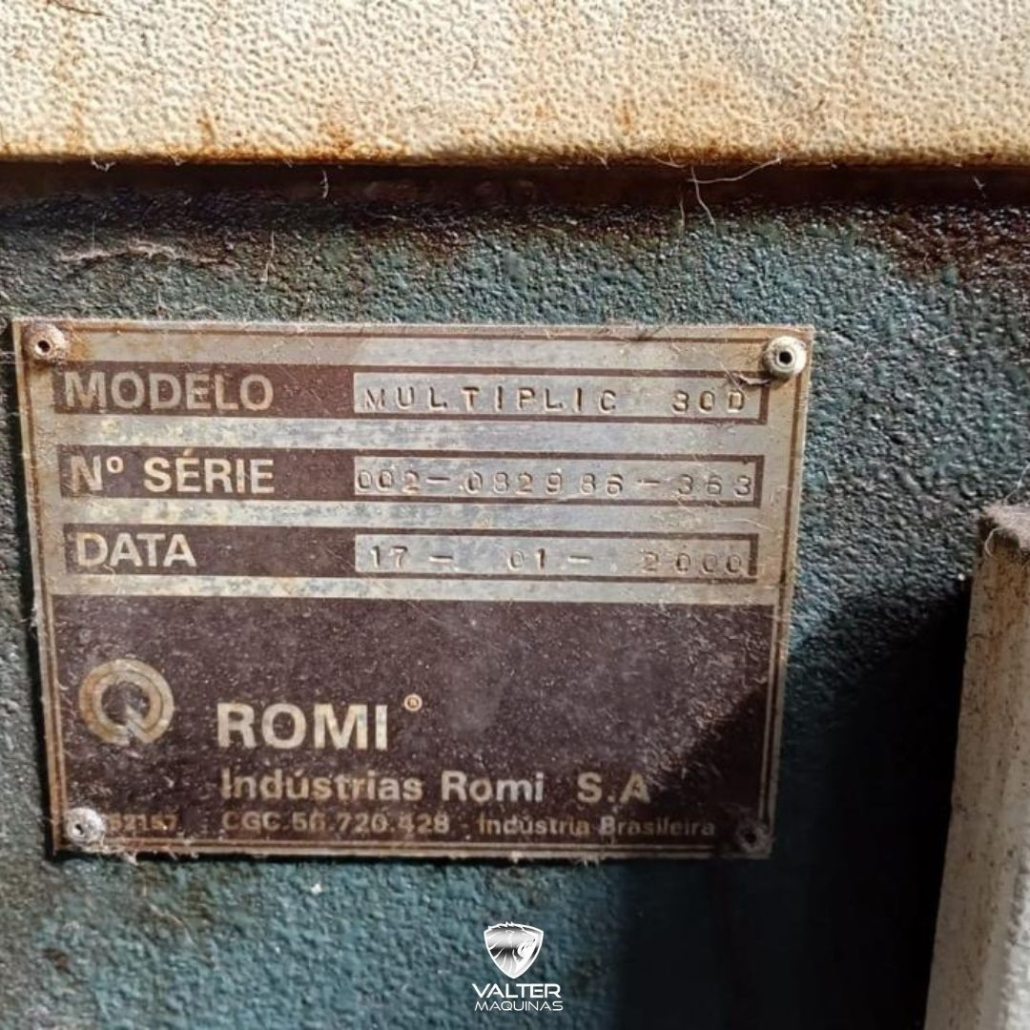 MODELO MULTIPLIC 30D
Nº SÉRIE 002-082986-363
DATA 17- 01- 2000
ROMI®
Indústrias Romi S.A
CGC.56.720.428 - Indústria Brasileira
VALTER
MAQUINAS